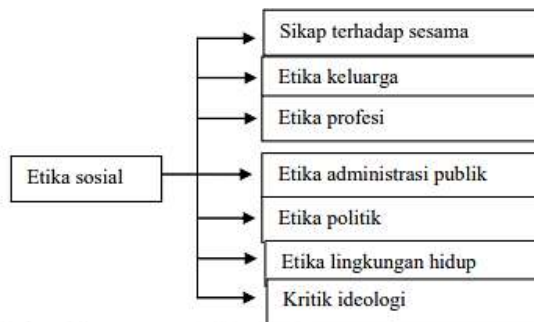 Sikap terhadap sesama
Etika keluarga
Etika profesi
Etika sosial
Etika administrasi publik
Etika politik
Etika lingkungan hidup
Kritik ideologi